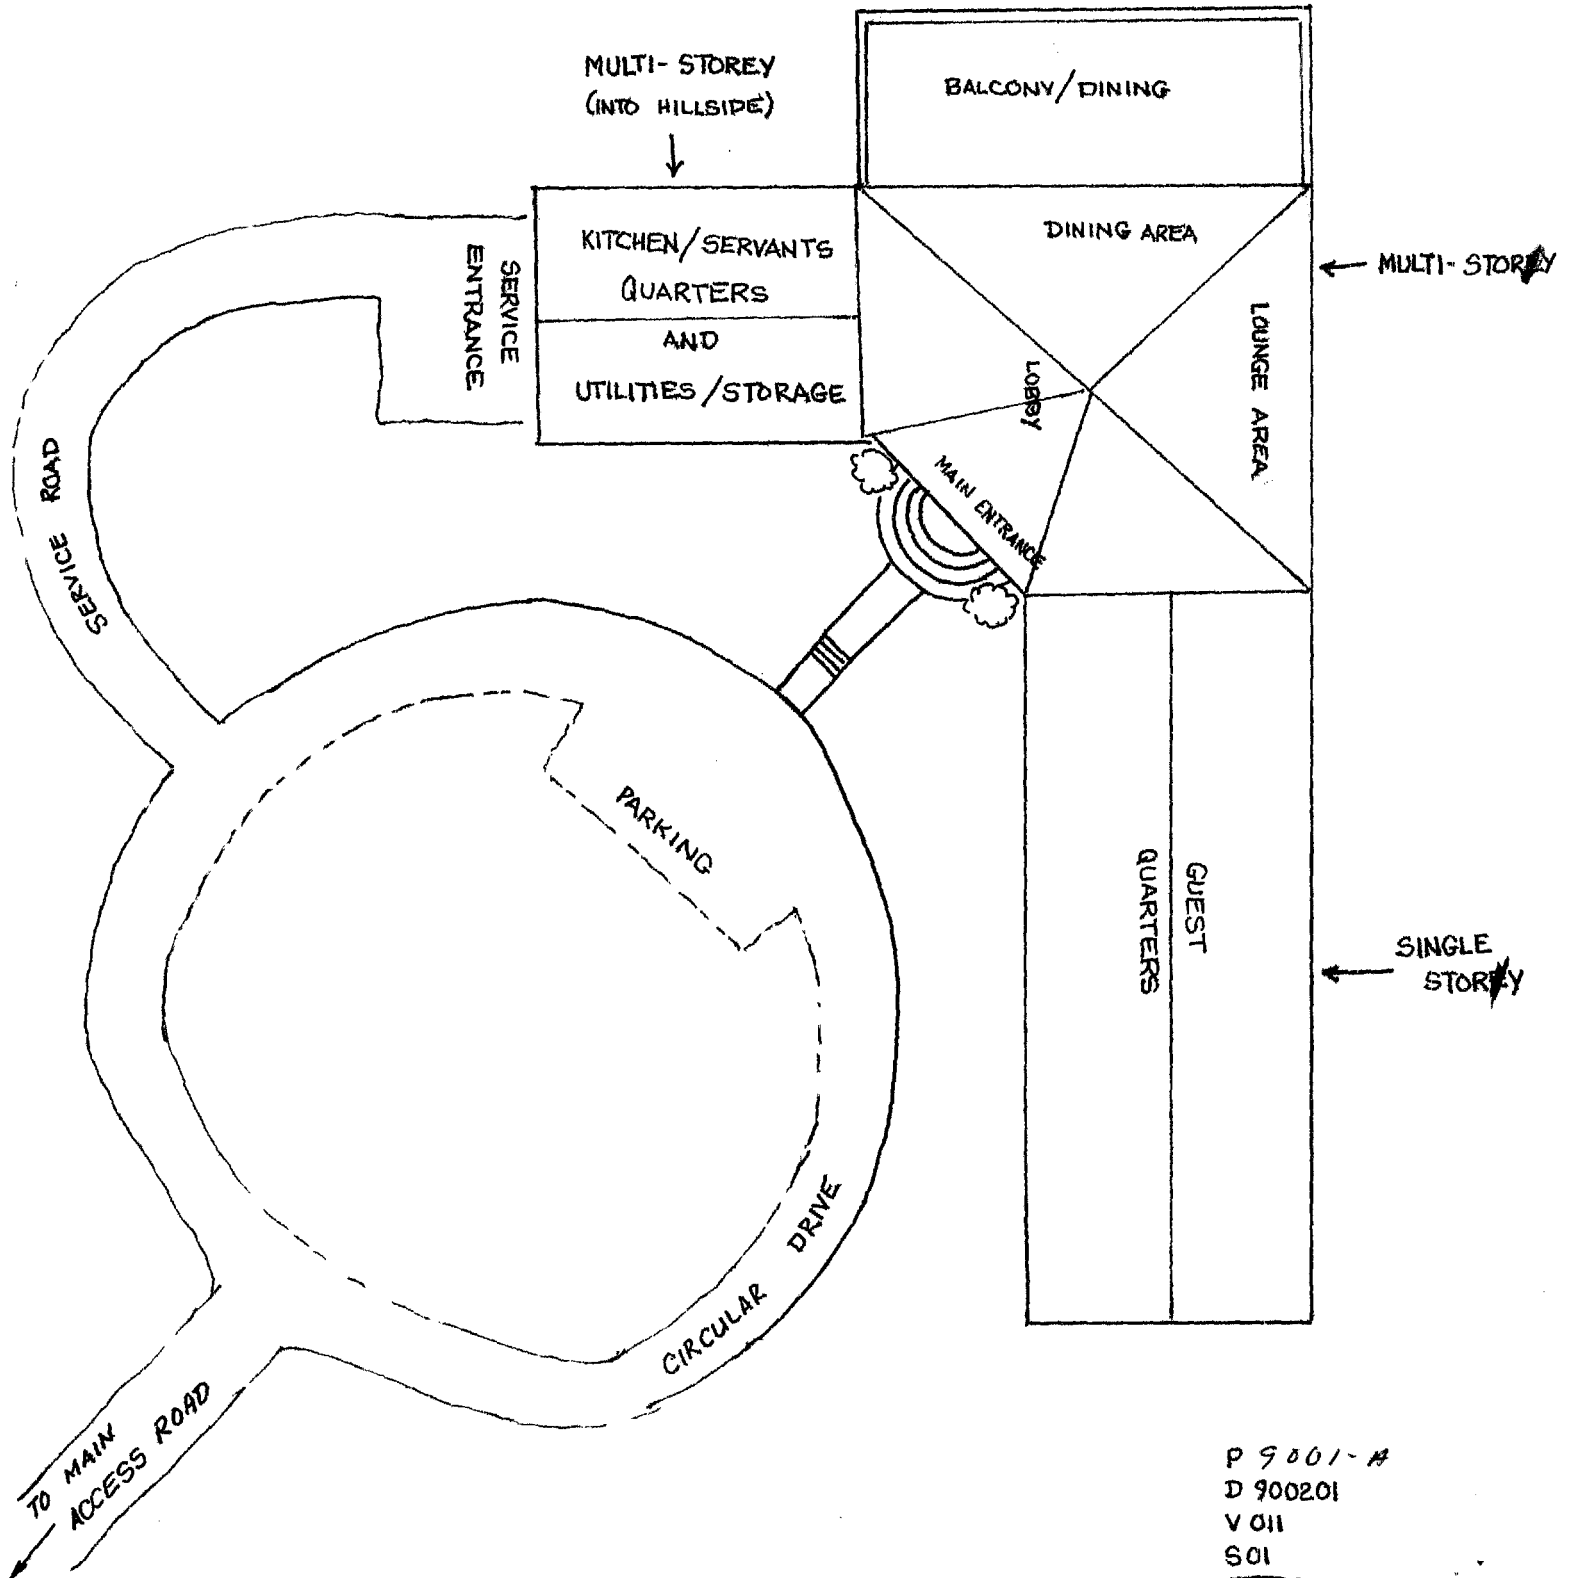 MULTI-STOREY
(INTO HILLSIDE)
BALCONY/DINING
KITCHEN/SERVANTS
QUARTERS
AND
UTILITIES/STORAGE
SERVICE
ENTRANCE
DINING AREA
MULTI-STOREY
LOUNGE AREA
LOBBY
MAIN ENTRANCE
SERVICE ROAD
PARKING
GUEST
QUARTERS
SINGLE
STOREY
CIRCULAR DRIVE
TO MAIN
ACCESS ROAD
P 9001-A
D 900201
V 011
S01